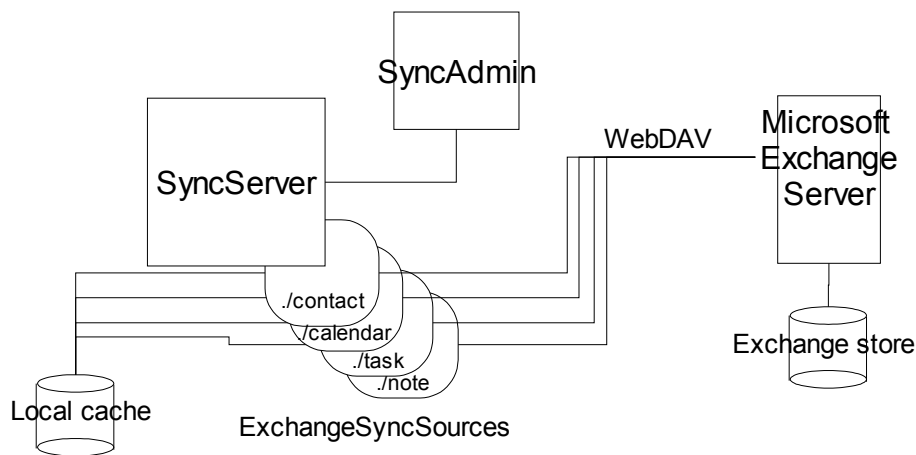 SyncAdmin
SyncServer
WebDAV
Microsoft
Exchange
Server
./contact
./calendar
./task
./note
Exchange store
Local cache
ExchangeSyncSources